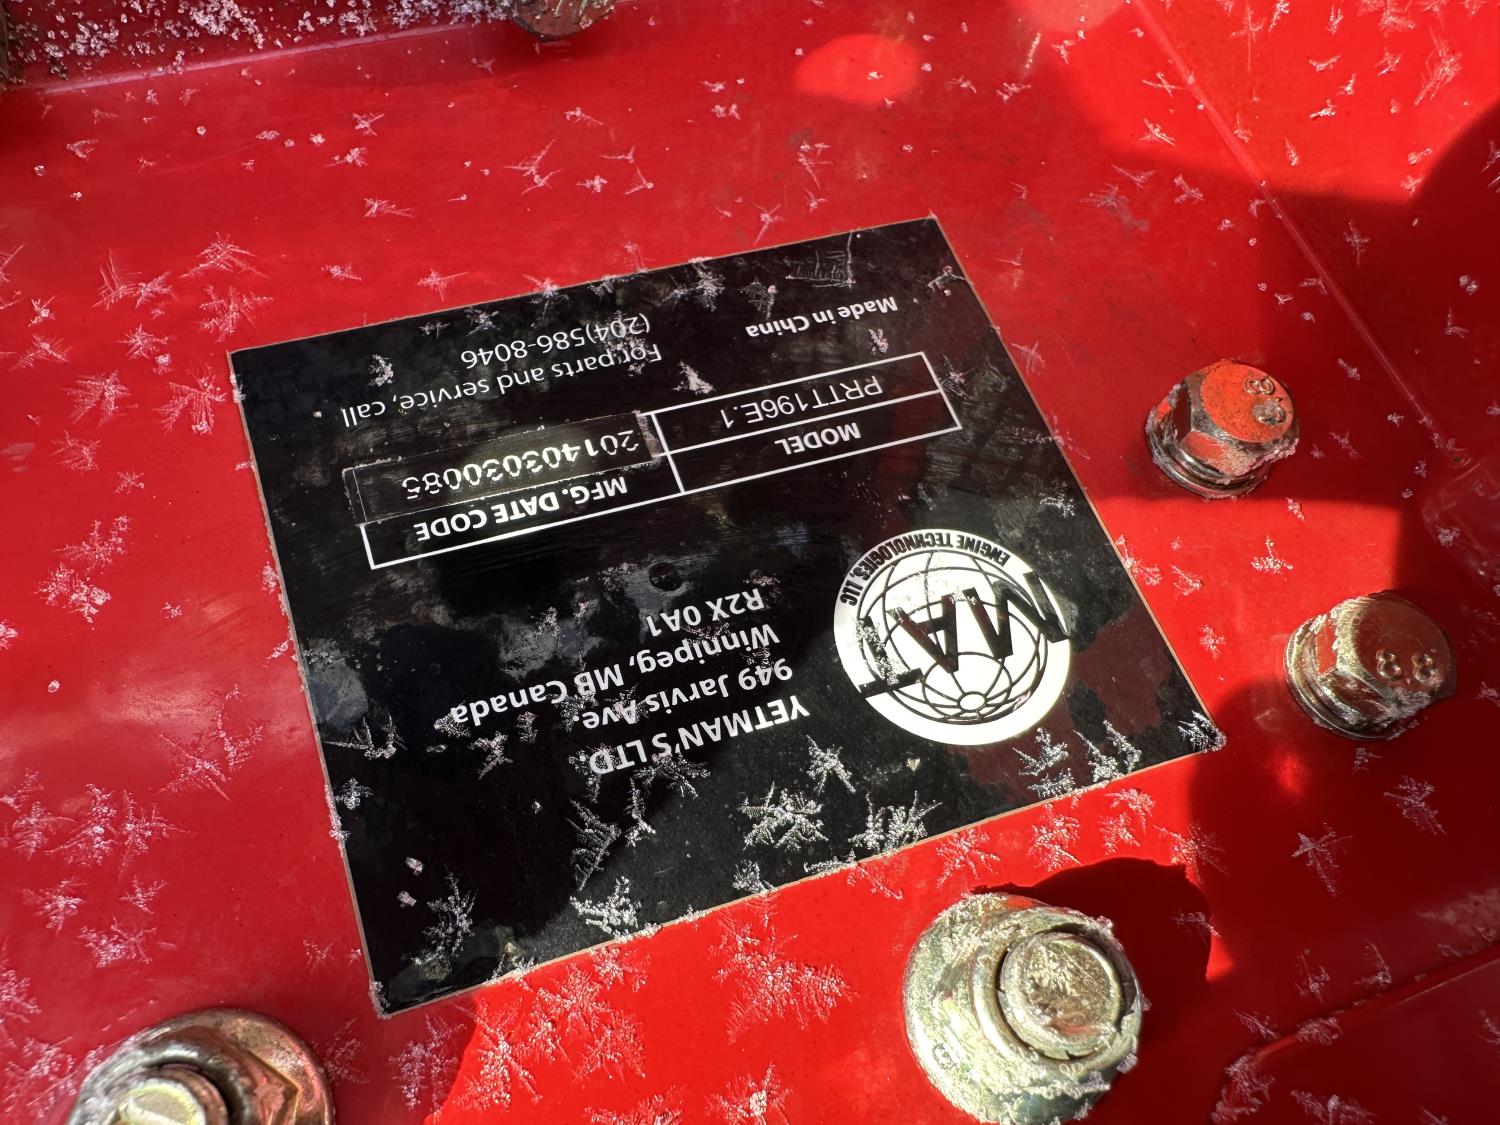 MAT
ENGINE TECHNOLOGIES, LLC
YETMAN'S LTD.
949 Jarvis Ave.
Winnipeg, MB Canada
R2X 0A1
MODEL
MFG. DATE CODE
PRTT196E.1
201403030085
Made in China
For parts and service, call
(204)586-8046
8.8
8.8